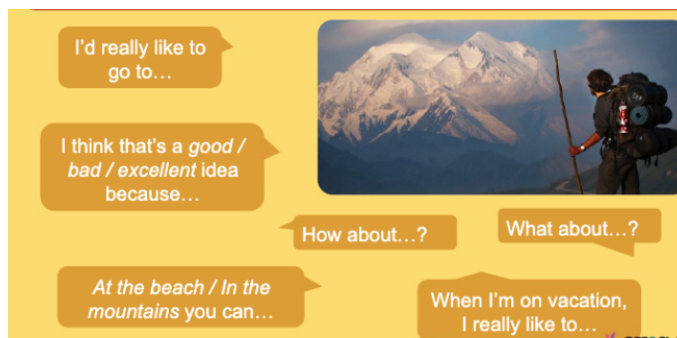 I'd really like to
go to...
I think that's a good /
bad / excellent idea
because...
How about...?
What about...?
At the beach / In the
mountains you can...
When I'm on vacation,
I really like to...